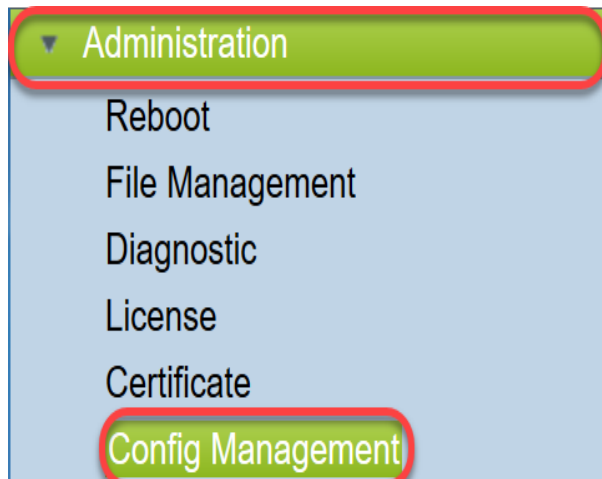 Administration
Reboot
File Management
Diagnostic
License
Certificate
Config Management